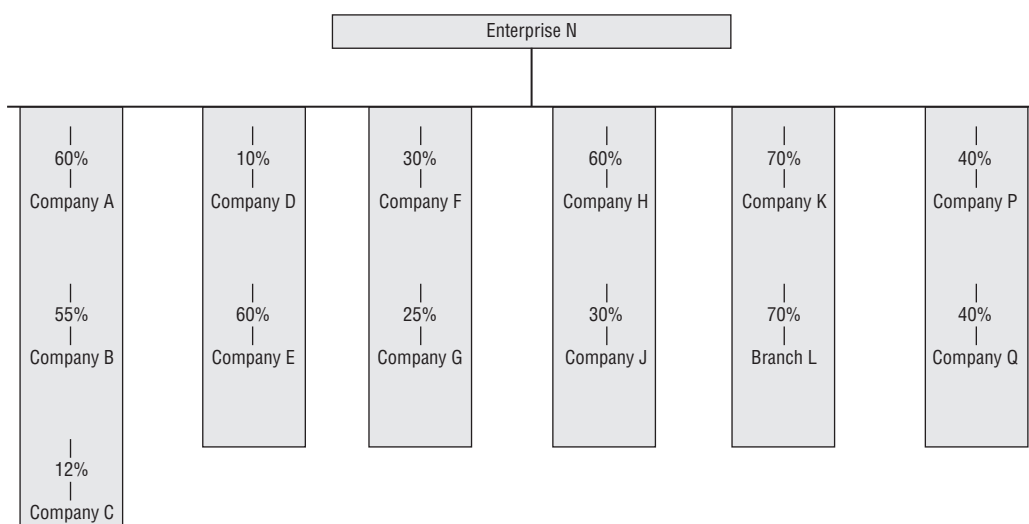 Enterprise N
60%
Company A
55%
Company B
12%
Company C
10%
Company D
60%
Company E
30%
Company F
25%
Company G
60%
Company H
30%
Company J
70%
Company K
70%
Branch L
40%
Company P
40%
Company Q